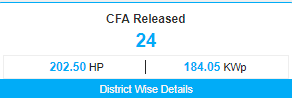 CFA Released
24
202.50 HP | 184.05 KWp
District Wise Details